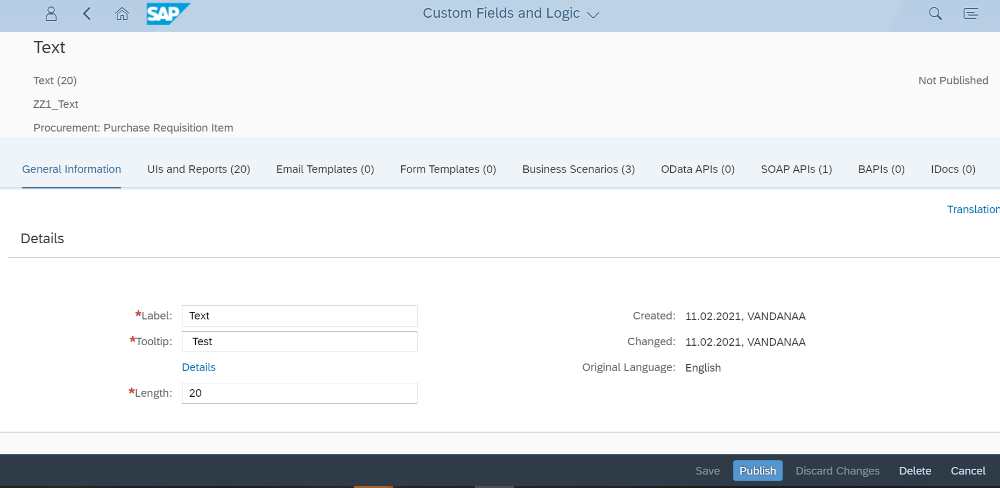 SAP Custom Fields and Logic
Text
Text (20) Not Published
ZZ1_Text
Procurement: Purchase Requisition Item
General Information UIs and Reports (20) Email Templates (0) Form Templates (0) Business Scenarios (3) OData APIs (0) SOAP APIs (1) BAPIs (0) IDocs (0)
Translation
Details
*Label: Text Created: 11.02.2021, VANDANAA
*Tooltip: Test Changed: 11.02.2021, VANDANAA
Details Original Language: English
*Length: 20
Save Publish Discard Changes Delete Cancel